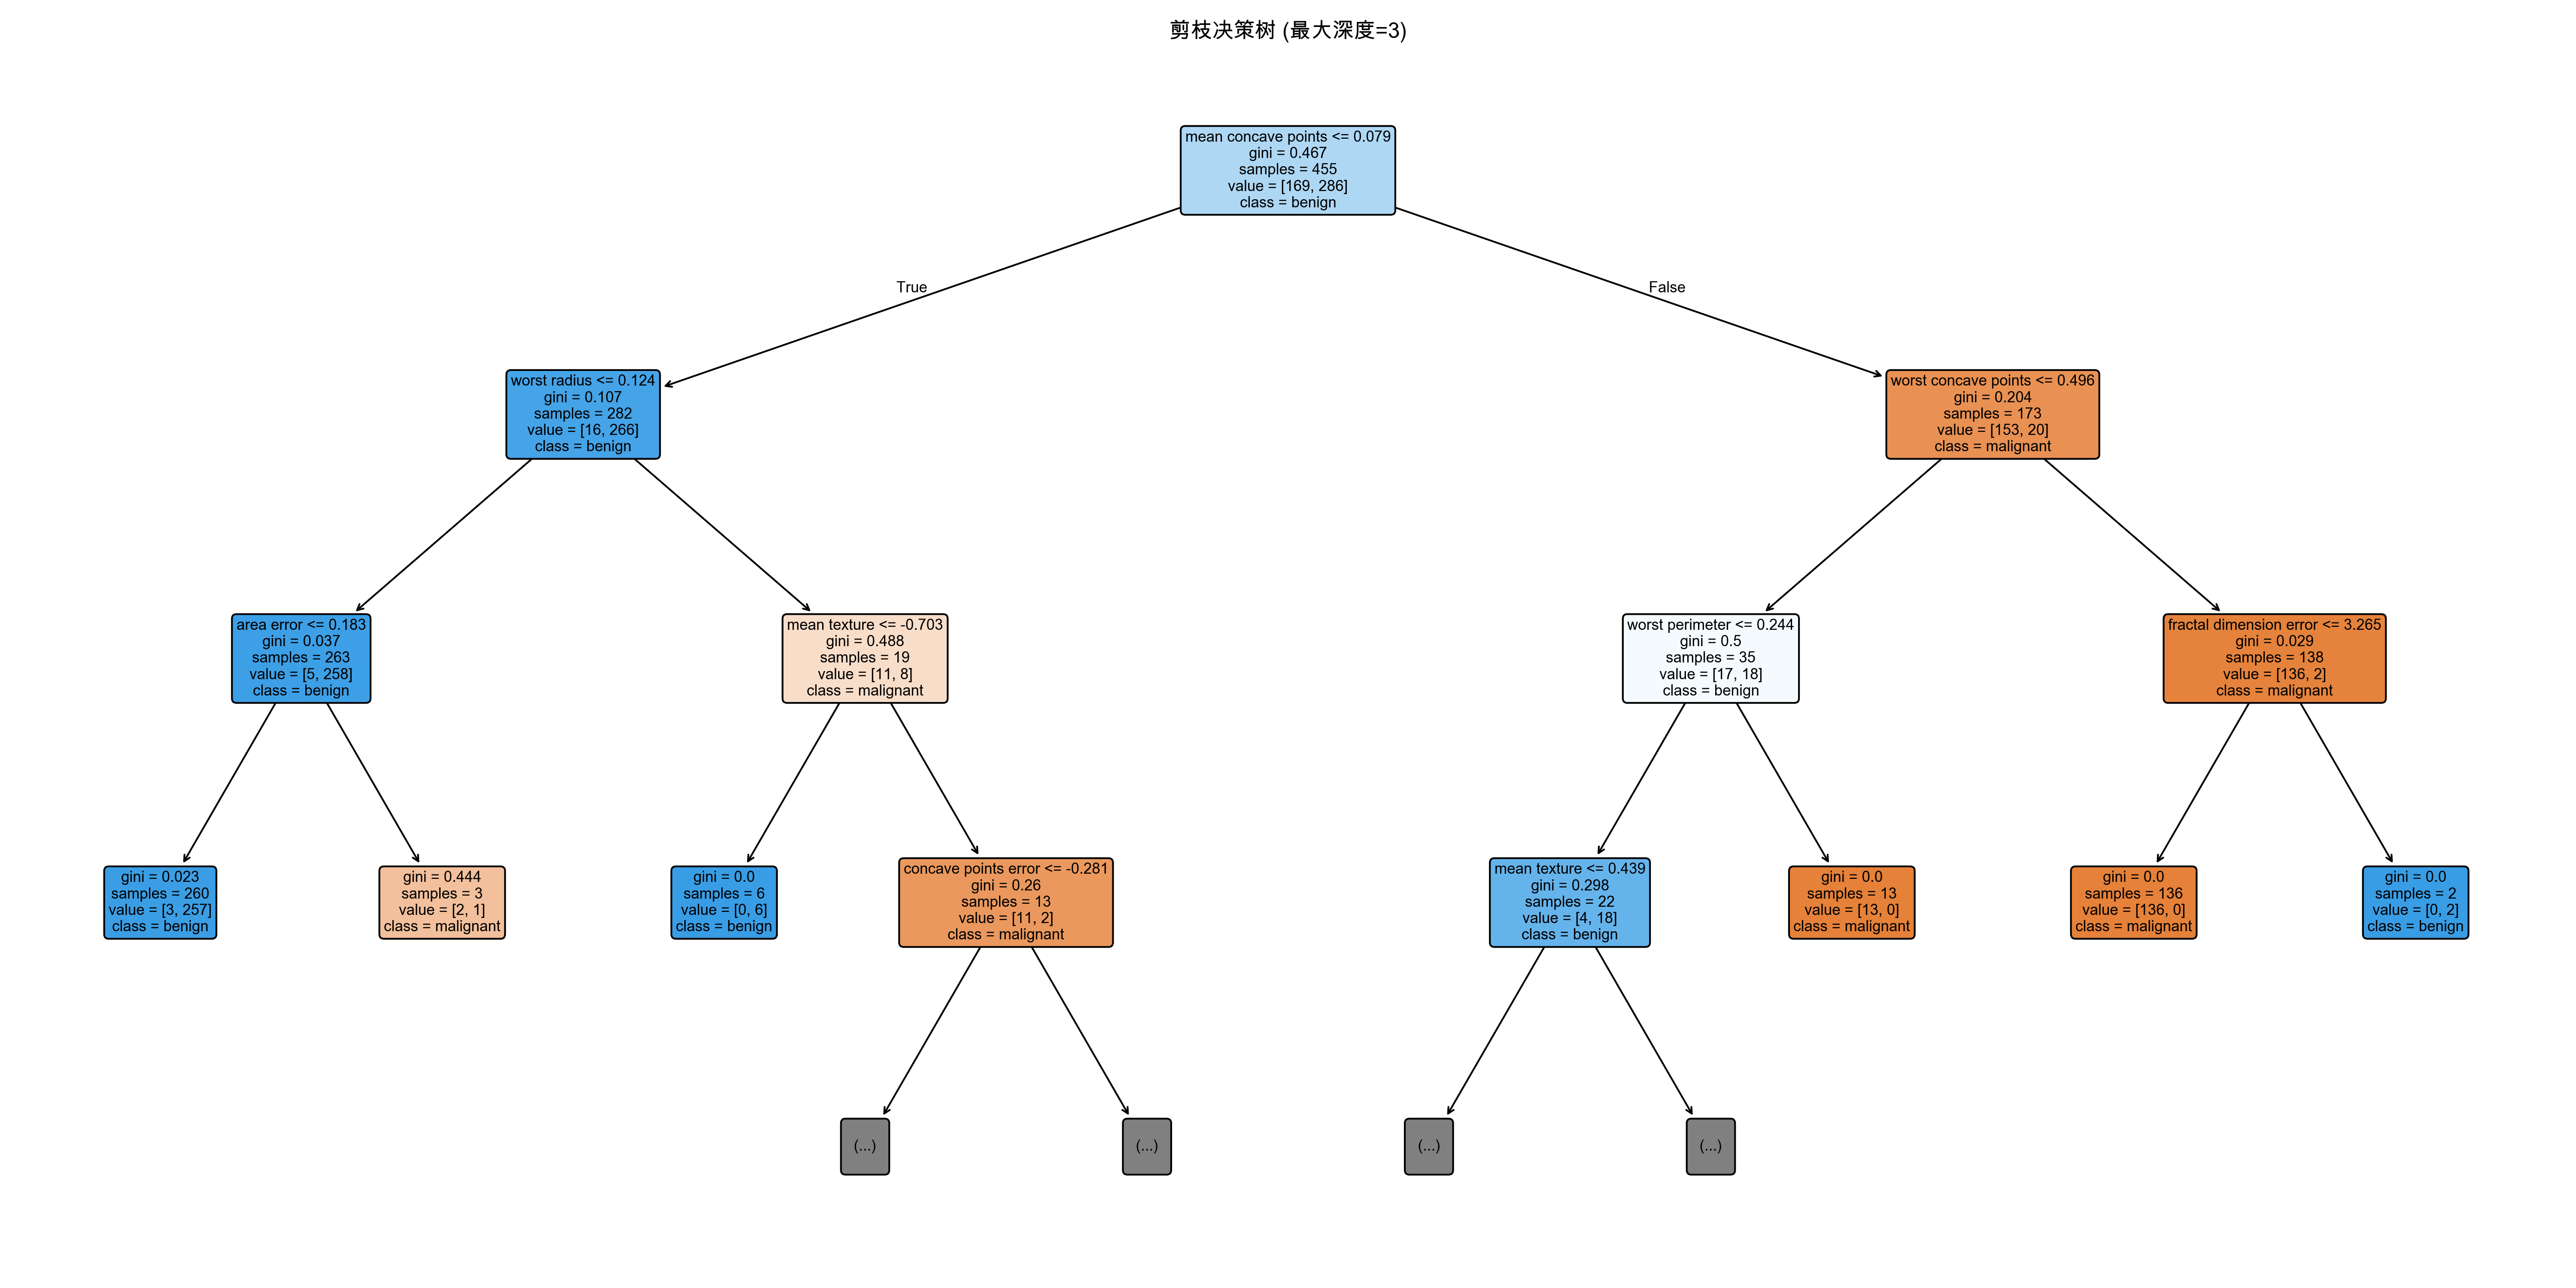 剪枝决策树 (最大深度=3)
mean concave points <= 0.079
gini = 0.467
samples = 455
value = [169, 286]
class = benign
True
False
worst radius <= 0.124
gini = 0.107
samples = 282
value = [16, 266]
class = benign
worst concave points <= 0.496
gini = 0.204
samples = 173
value = [153, 20]
class = malignant
area error <= 0.183
gini = 0.037
samples = 263
value = [5, 258]
class = benign
mean texture <= -0.703
gini = 0.488
samples = 19
value = [11, 8]
class = malignant
worst perimeter <= 0.244
gini = 0.5
samples = 35
value = [17, 18]
class = benign
fractal dimension error <= 3.265
gini = 0.029
samples = 138
value = [136, 2]
class = malignant
gini = 0.023
samples = 260
value = [3, 257]
class = benign
gini = 0.444
samples = 3
value = [2, 1]
class = malignant
gini = 0.0
samples = 6
value = [0, 6]
class = benign
concave points error <= -0.281
gini = 0.26
samples = 13
value = [11, 2]
class = malignant
mean texture <= 0.439
gini = 0.298
samples = 22
value = [4, 18]
class = benign
gini = 0.0
samples = 13
value = [13, 0]
class = malignant
gini = 0.0
samples = 136
value = [136, 0]
class = malignant
gini = 0.0
samples = 2
value = [0, 2]
class = benign
(...)
(...)
(...)
(...)